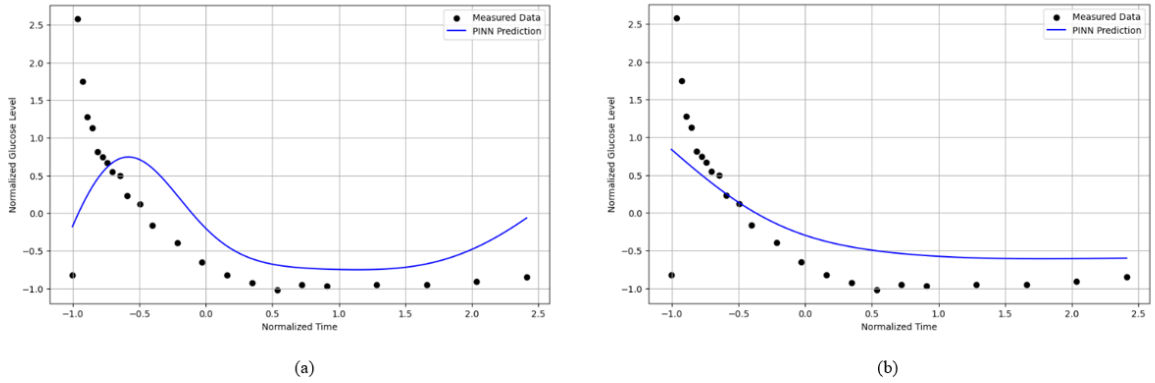 Measured Data
PINN Prediction
2.5
2.0
1.5
1.0
0.5
0.0
−0.5
−1.0
Normalized Glucose Level
−1.0 −0.5 0.0 0.5 1.0 1.5 2.0 2.5
Normalized Time
(a)
Measured Data
PINN Prediction
2.5
2.0
1.5
1.0
0.5
0.0
−0.5
−1.0
Normalized Glucose Level
−1.0 −0.5 0.0 0.5 1.0 1.5 2.0 2.5
Normalized Time
(b)